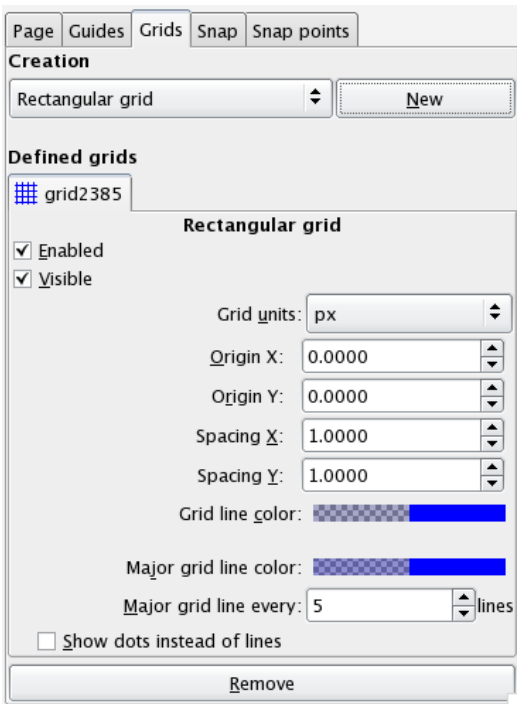 Page Guides Grids Snap Snap points
Creation
Rectangular grid New
Defined grids
grid2385
Rectangular grid
Enabled
Visible
Grid units: px
Origin X: 0.0000
Origin Y: 0.0000
Spacing X: 1.0000
Spacing Y: 1.0000
Grid line color:
Major grid line color:
Major grid line every: 5 lines
Show dots instead of lines
Remove